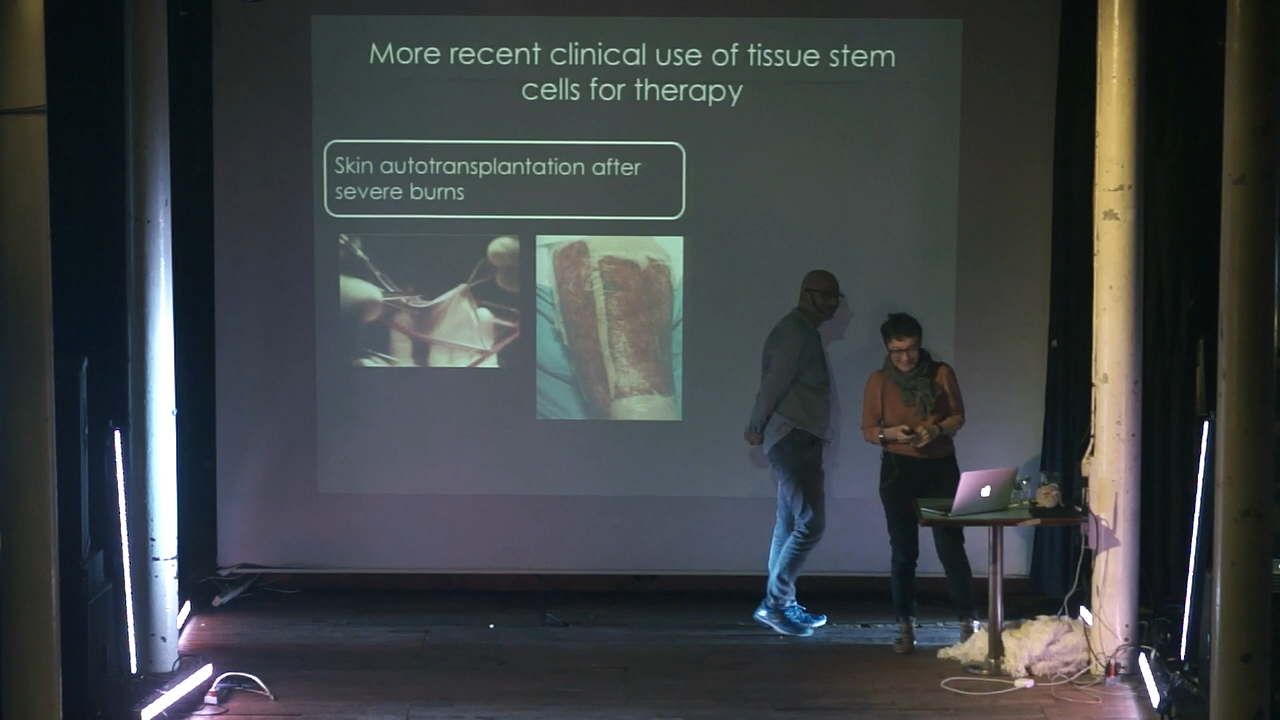 More recent clinical use of tissue stem
cells for therapy
Skin autotransplantation after
severe burns